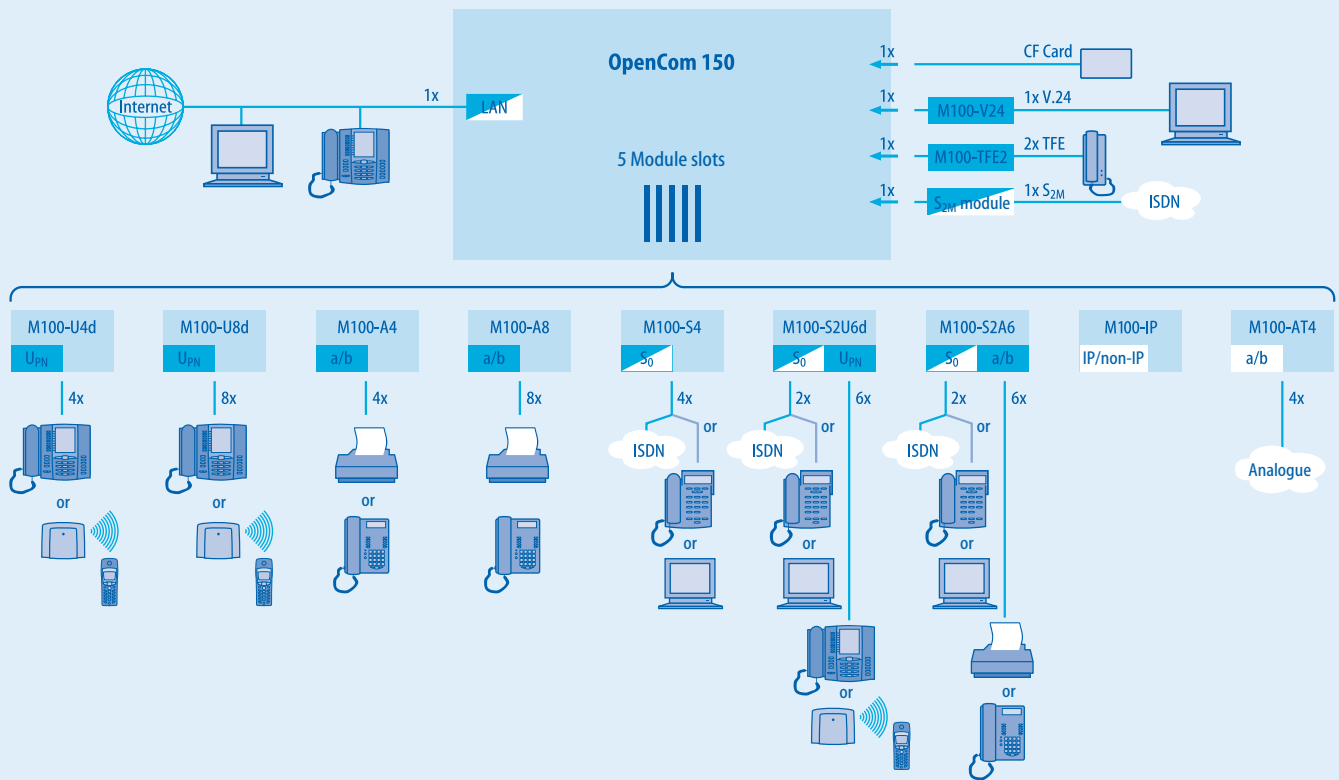 OpenCom 150
1x
CF Card
Internet
1x
LAN
1x
M100-V24
1x V.24
1x
M100-TFE2
2x TFE
5 Module slots
1x
S2M module
1x S2M
ISDN
M100-U4d
UPN
4x
or
M100-U8d
UPN
8x
or
M100-A4
a/b
4x
or
M100-A8
a/b
8x
M100-S4
S0
4x
or
ISDN
or
M100-S2U6d
S0
UPN
2x
6x
or
ISDN
or
or
M100-S2A6
S0
a/b
2x
6x
or
ISDN
or
or
M100-IP
IP/non-IP
M100-AT4
a/b
4x
Analogue